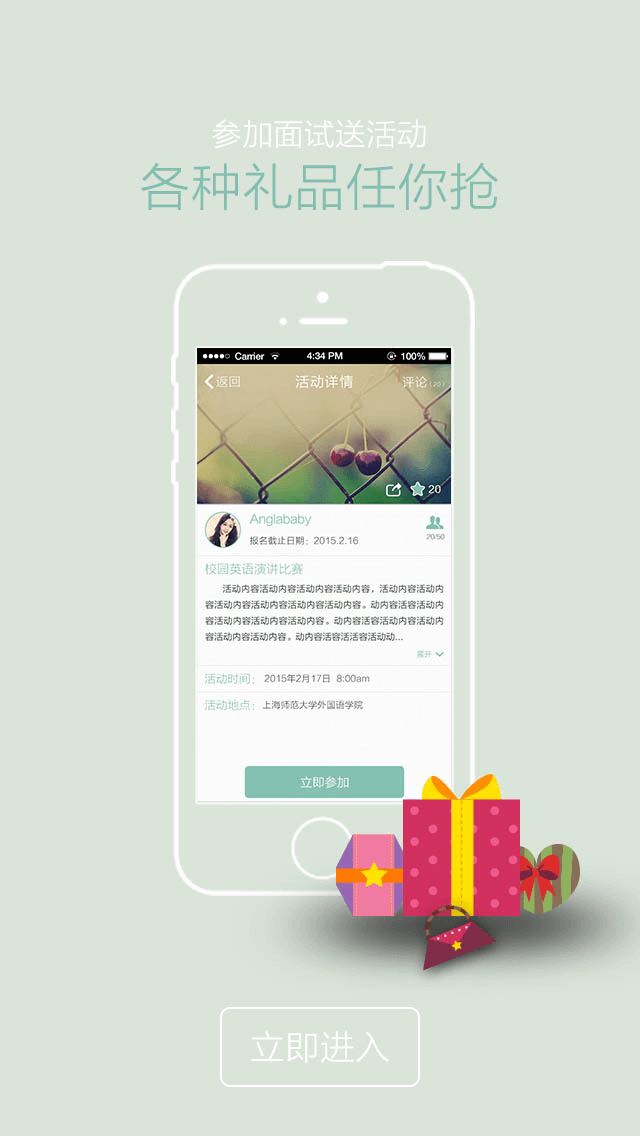 参加面试送活动
各种礼品任你抢
Carrier 4:34 PM 100%
返回 活动详情 评论(20)
20
Anglababy
报名截止日期：2015.2.16
20/50
校园英语演讲比赛
活动内容活动内容活动内容活动内容，活动内容活动内
容活动内容活动内容活动内容活动内容。动内容活容活动内容
活动内容活动内容活动内容。动内容活容活动内容活动内
容活动内容活动内容。动内容活容活活容活动动...
展开
活动时间： 2015年2月17日 8:00am
活动地点：上海师范大学外国语学院
立即参加
立即进入